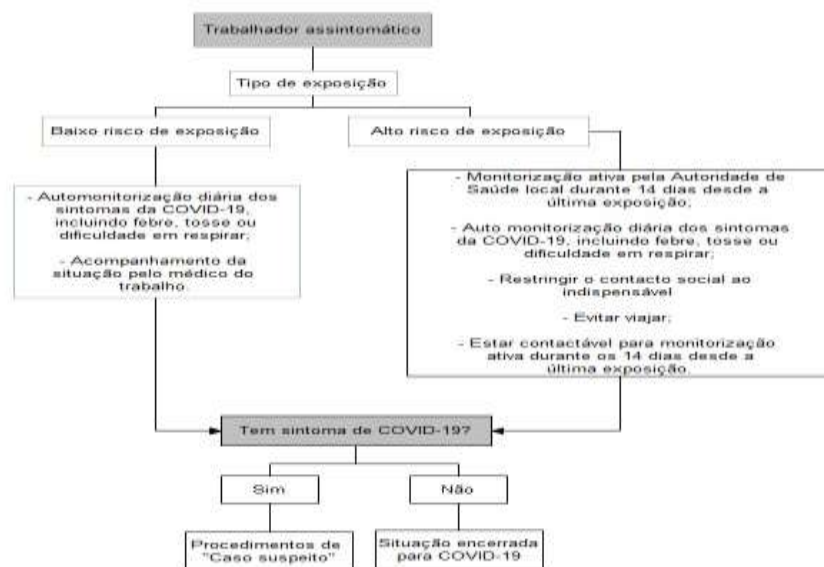 Trabalhador assintomático
Tipo de exposição
Baixo risco de exposição
Alto risco de exposição
- Automonitorização diária dos
sintomas da COVID-19,
incluindo febre, tosse ou
dificuldade em respirar;
- Acompanhamento da
situação pelo médico do
trabalho.
- Monitorização ativa pela Autoridade de
Saúde local durante 14 dias desde a
última exposição;
- Auto monitorização diária dos sintomas
da COVID-19, incluindo febre, tosse ou
dificuldade em respirar;
- Restringir o contacto social ao
indispensável
- Evitar viajar;
- Estar contactável para monitorização
ativa durante os 14 dias desde a
última exposição.
Tem sintoma de COVID-19?
Sim
Não
Procedimentos de
"Caso suspeito"
Situação encerrada
para COVID-19